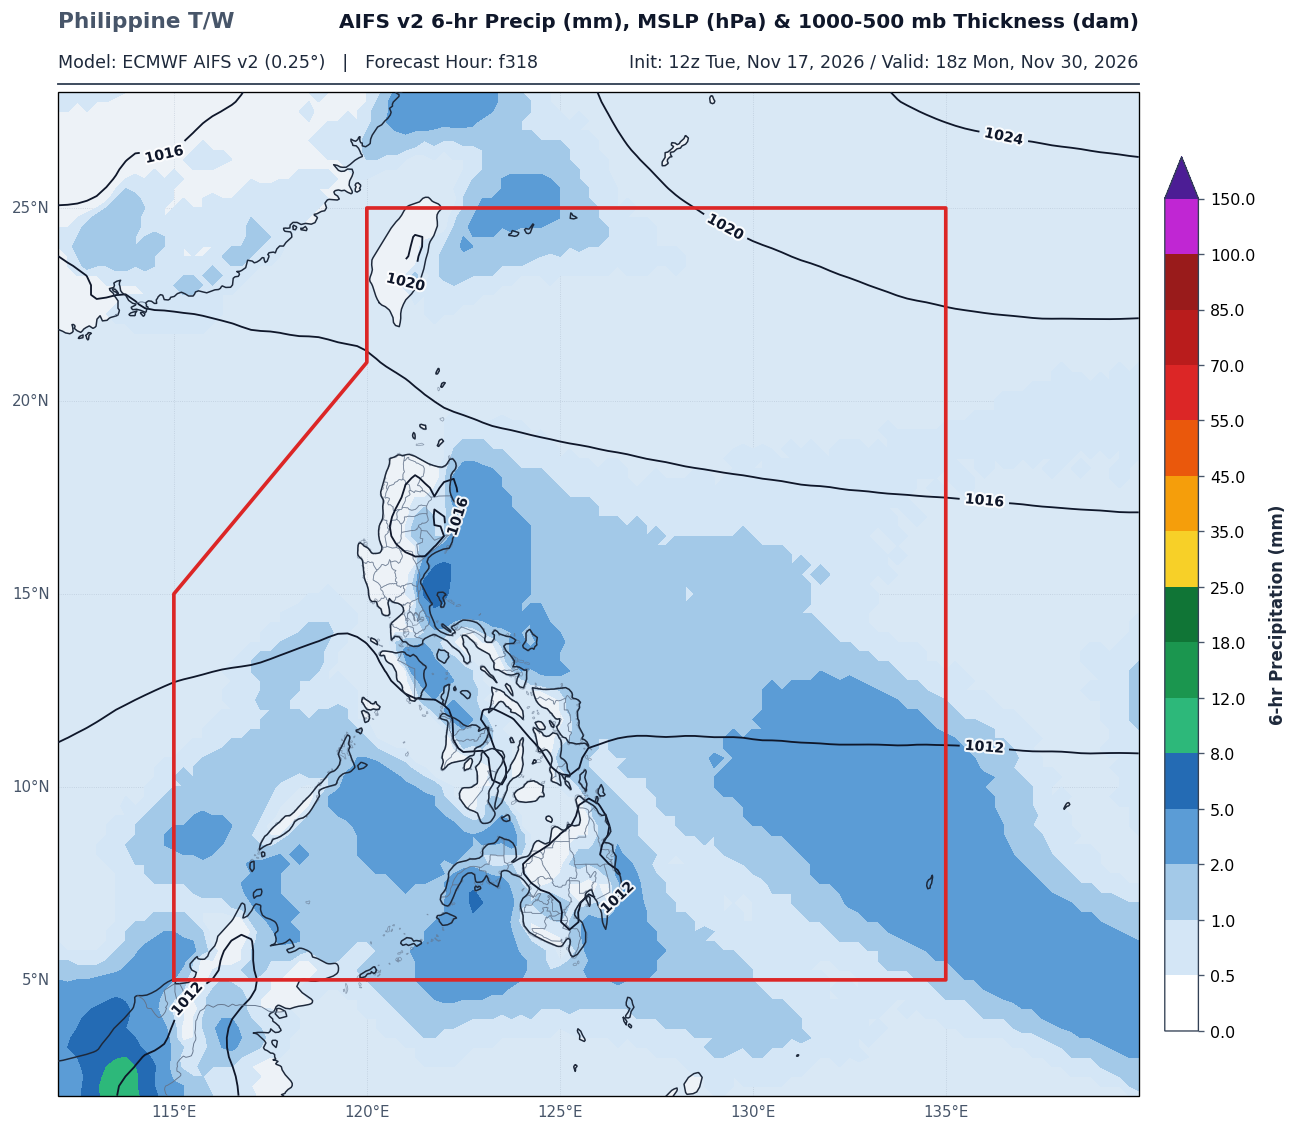 Philippine T/W
AIFS v2 6-hr Precip (mm), MSLP (hPa) & 1000-500 mb Thickness (dam)
Model: ECMWF AIFS v2 (0.25°) | Forecast Hour: f318
Init: 12z Tue, Nov 17, 2026 / Valid: 18z Mon, Nov 30, 2026
1016
1024
1020
1020
1016
1016
1012
1012
1012
25°N
20°N
15°N
10°N
5°N
115°E
120°E
125°E
130°E
135°E
150.0
100.0
85.0
70.0
55.0
45.0
35.0
25.0
18.0
12.0
8.0
5.0
2.0
1.0
0.5
0.0
6-hr Precipitation (mm)